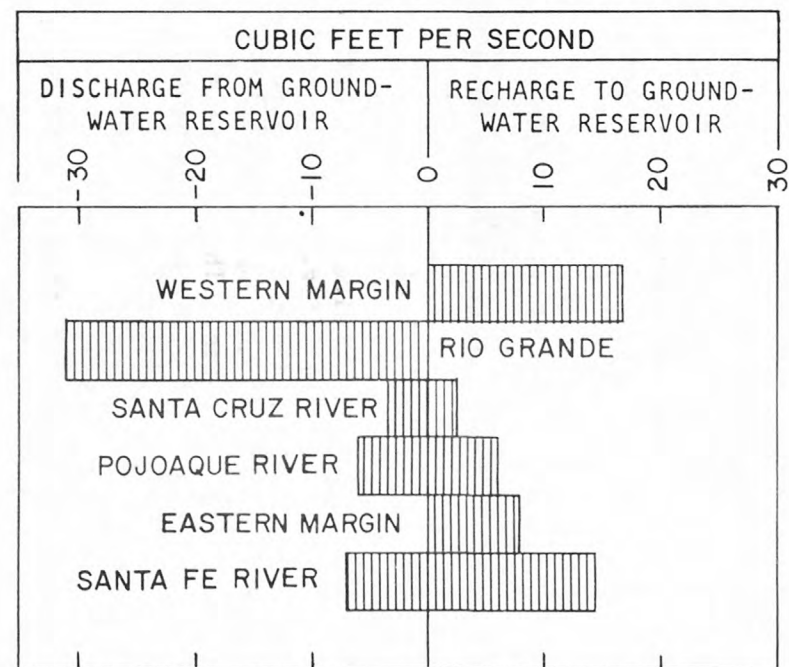 CUBIC FEET PER SECOND
DISCHARGE FROM GROUND-
WATER RESERVOIR
RECHARGE TO GROUND-
WATER RESERVOIR
-30
-20
-10
0
10
20
30
WESTERN MARGIN
RIO GRANDE
SANTA CRUZ RIVER
POJOAQUE RIVER
EASTERN MARGIN
SANTA FE RIVER